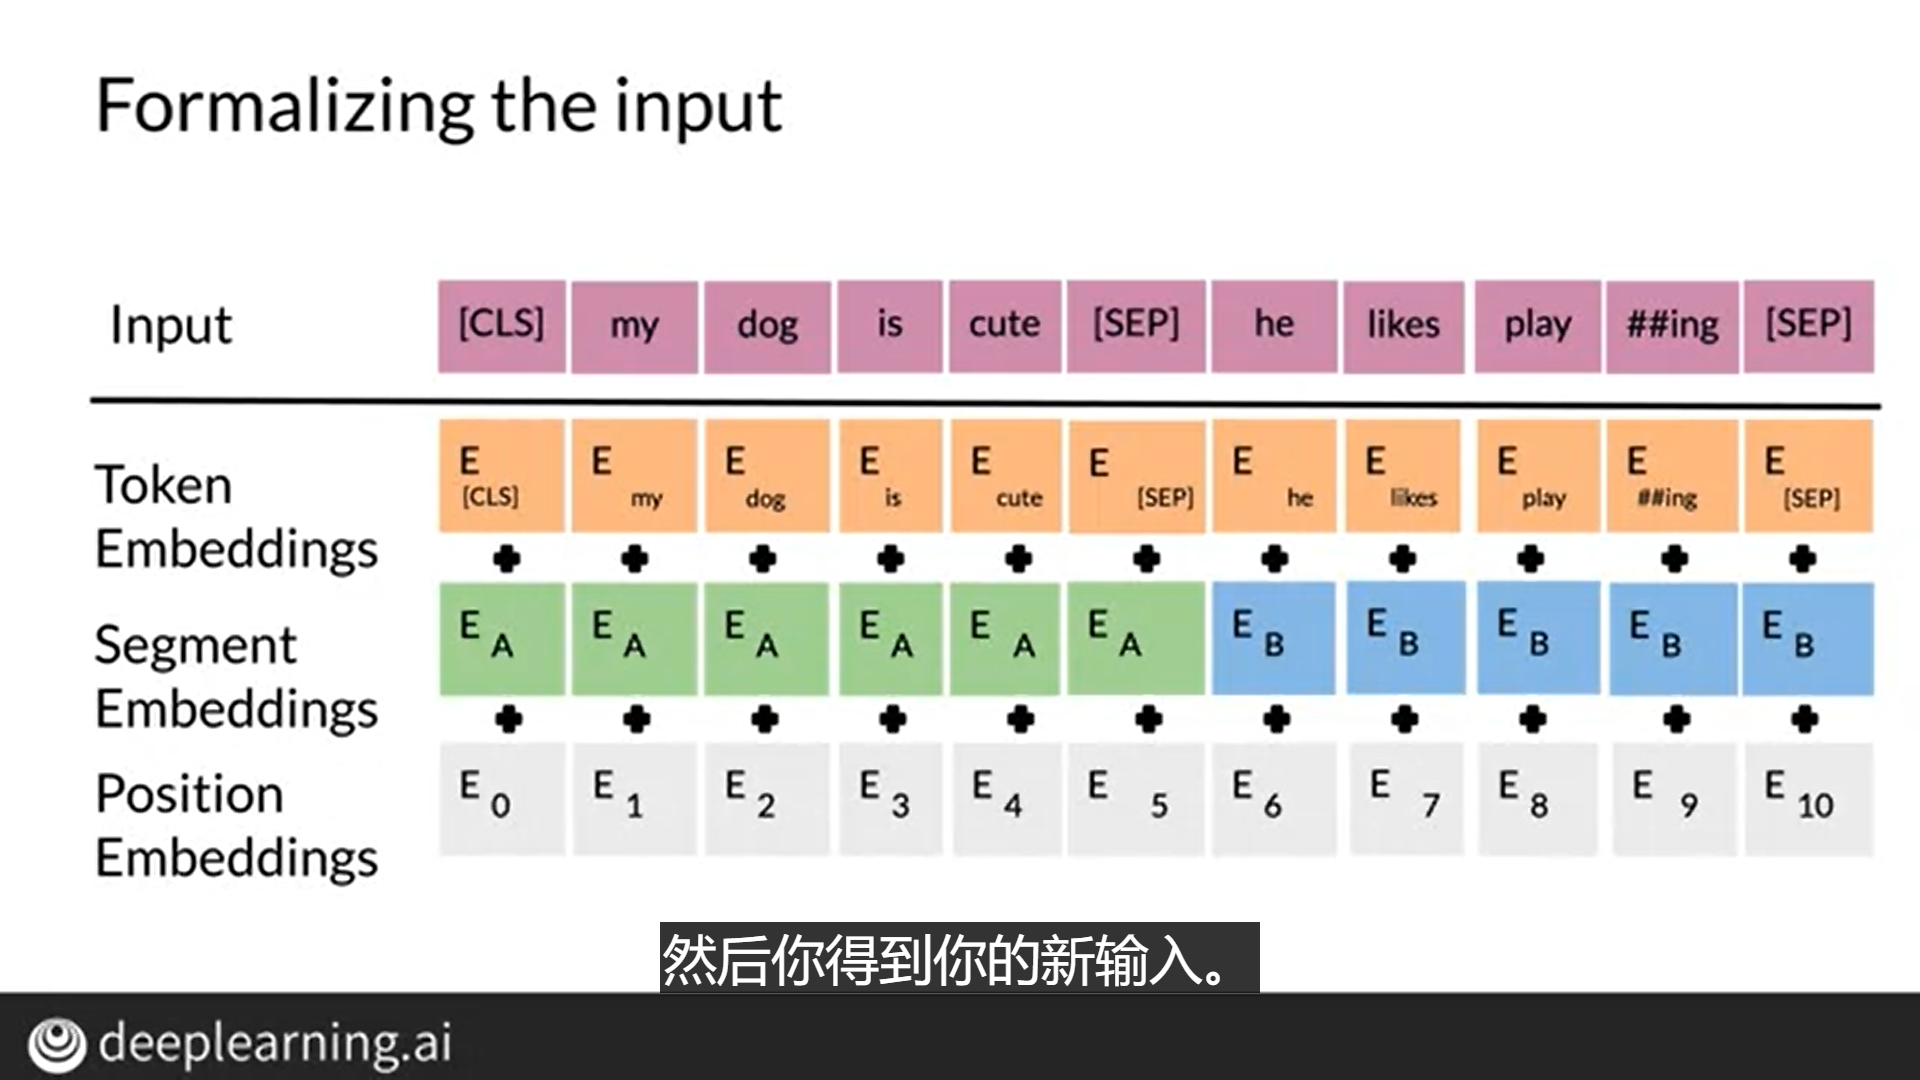 Formalizing the input
Input [CLS] my dog is cute [SEP] he likes play ##ing [SEP]
Token Embeddings E [CLS] E my E dog E is E cute E [SEP] E he E likes E play E ##ing E [SEP]
Segment Embeddings E A E A E A E A E A E A E B E B E B E B E B
Position Embeddings E 0 E 1 E 2 E 3 E 4 E 5 E 6 E 7 E 8 E 9 E 10
然后你得到你的新输入。
deeplearning.ai